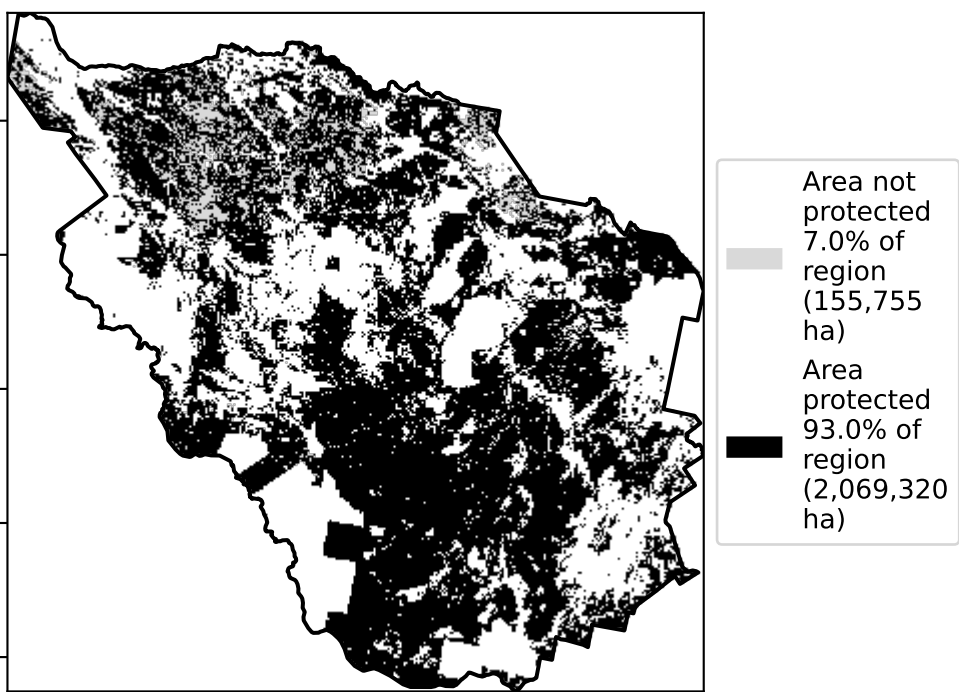 Area not
protected
7.0% of
region
(155,755
ha)
Area
protected
93.0% of
region
(2,069,320
ha)